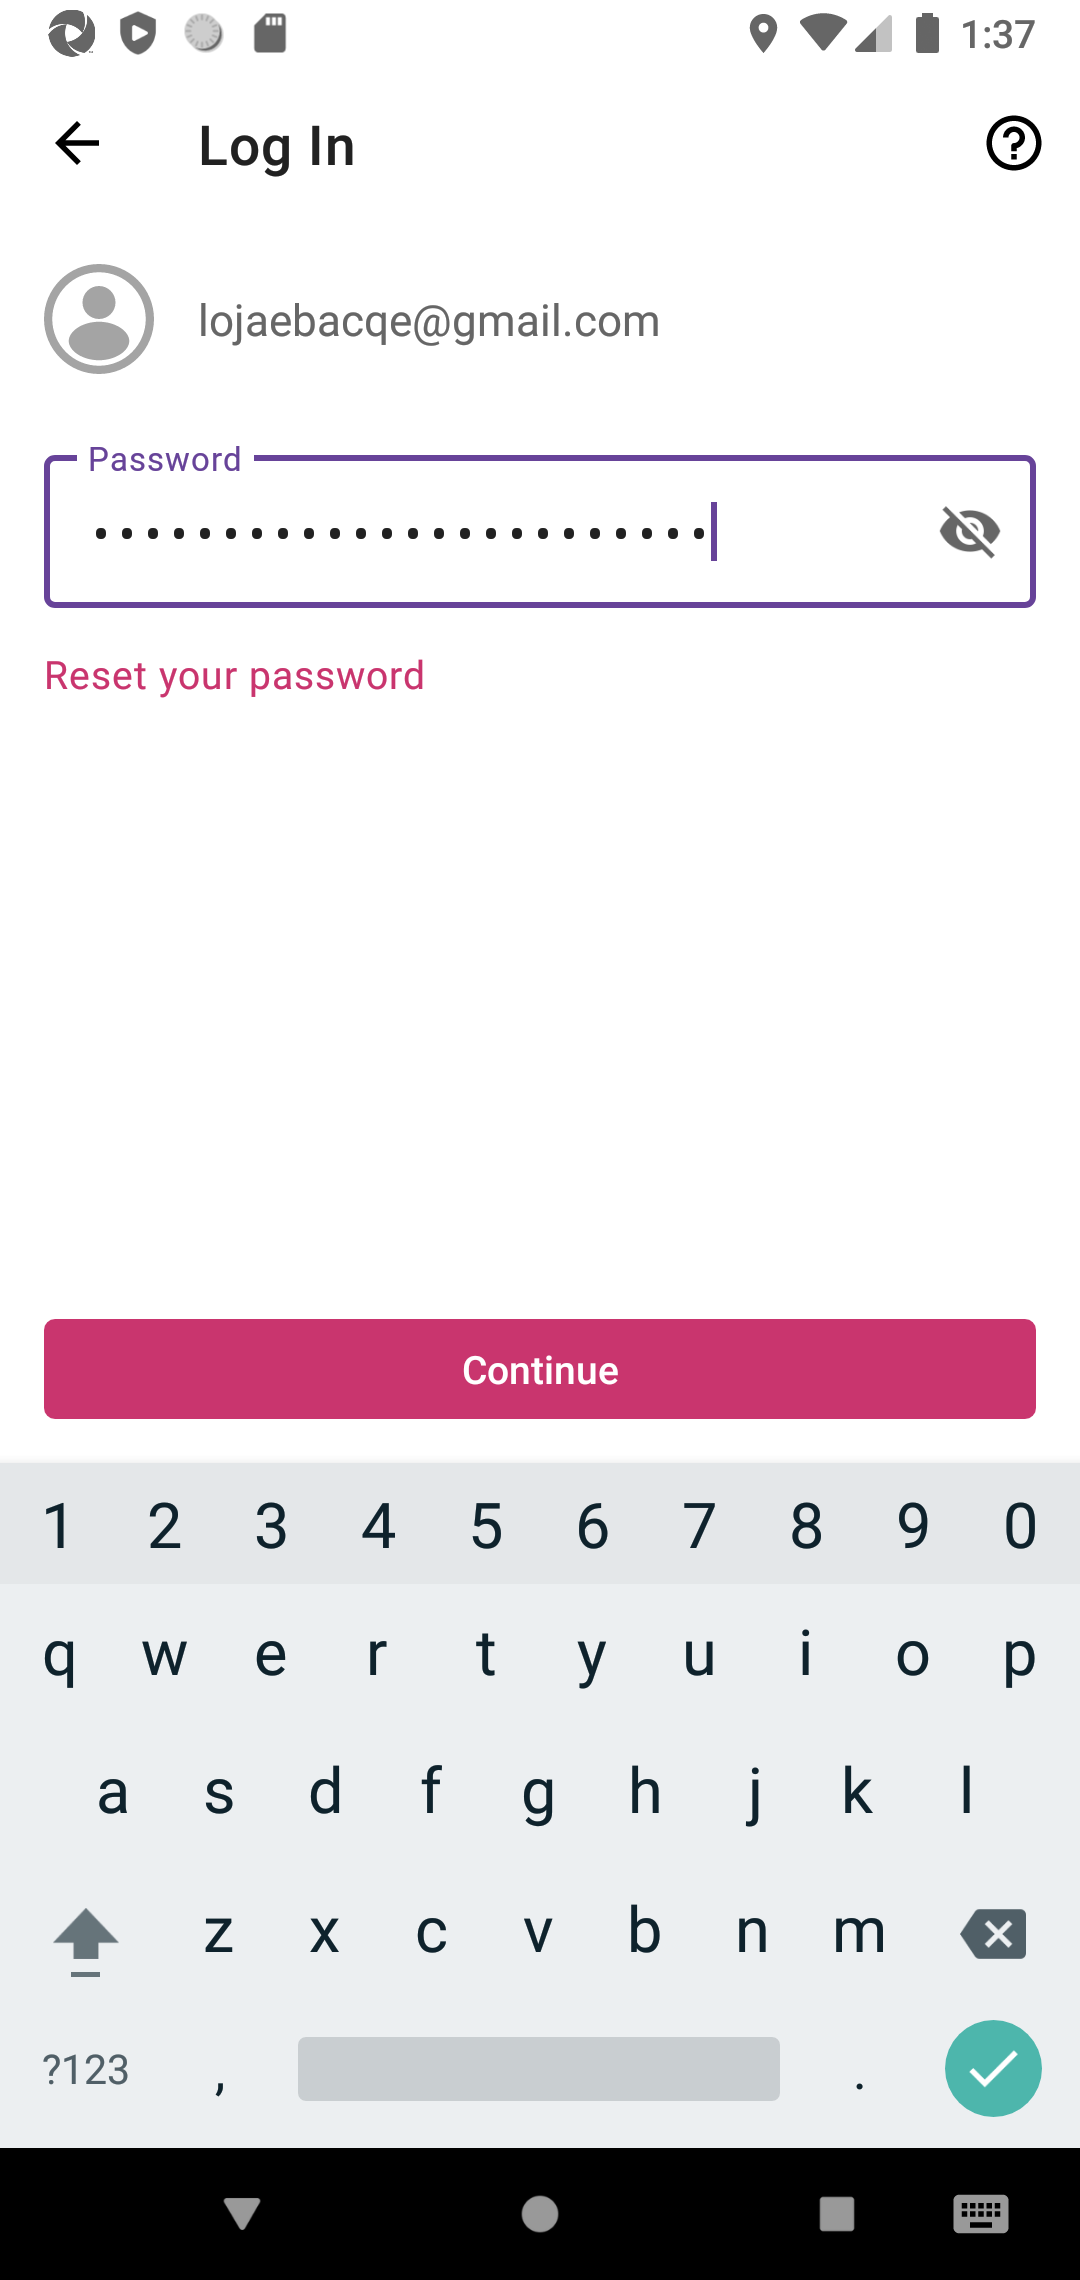 1:37
Log In
lojaebacqe@gmail.com
Password
••••••••••••••••••••••••
Reset your password
Continue
1 2 3 4 5 6 7 8 9 0
q w e r t y u i o p
a s d f g h j k l
z x c v b n m
?123 , .